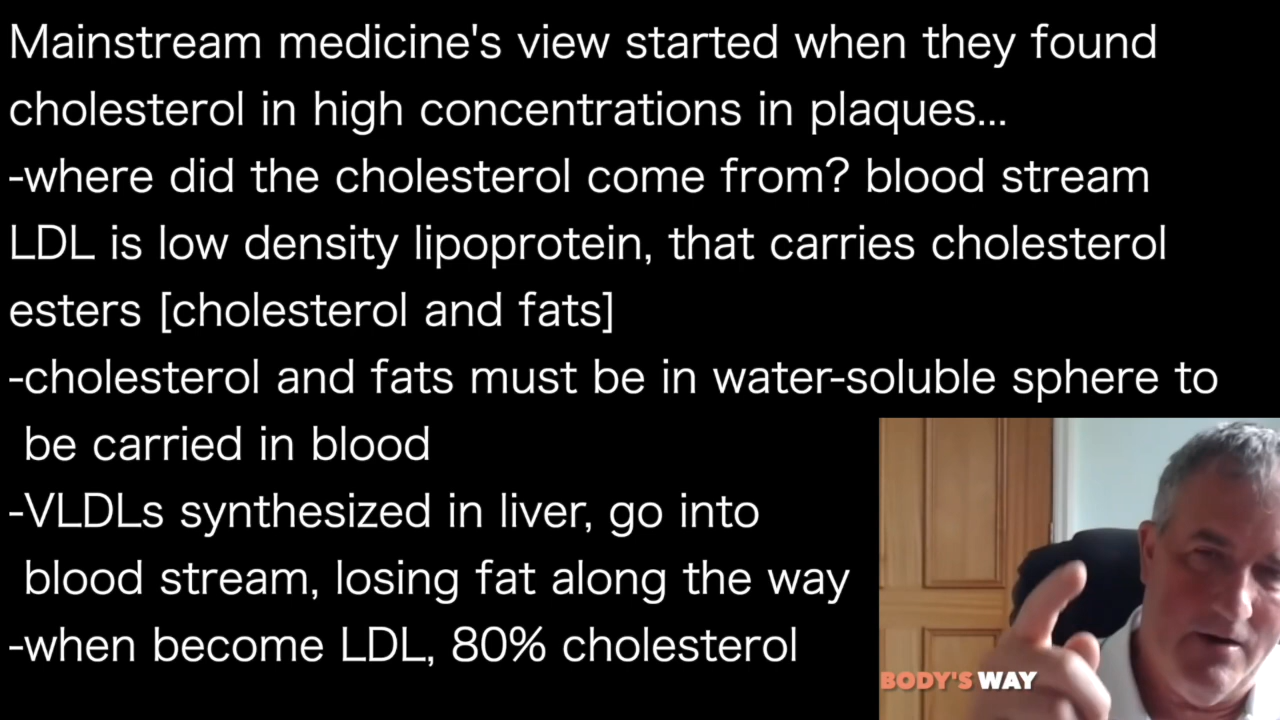 Mainstream medicine's view started when they found
cholesterol in high concentrations in plaques...
-where did the cholesterol come from? blood stream
LDL is low density lipoprotein, that carries cholesterol
esters [cholesterol and fats]
-cholesterol and fats must be in water-soluble sphere to
be carried in blood
-VLDLs synthesized in liver, go into
blood stream, losing fat along the way
-when become LDL, 80% cholesterol
BODY'S WAY